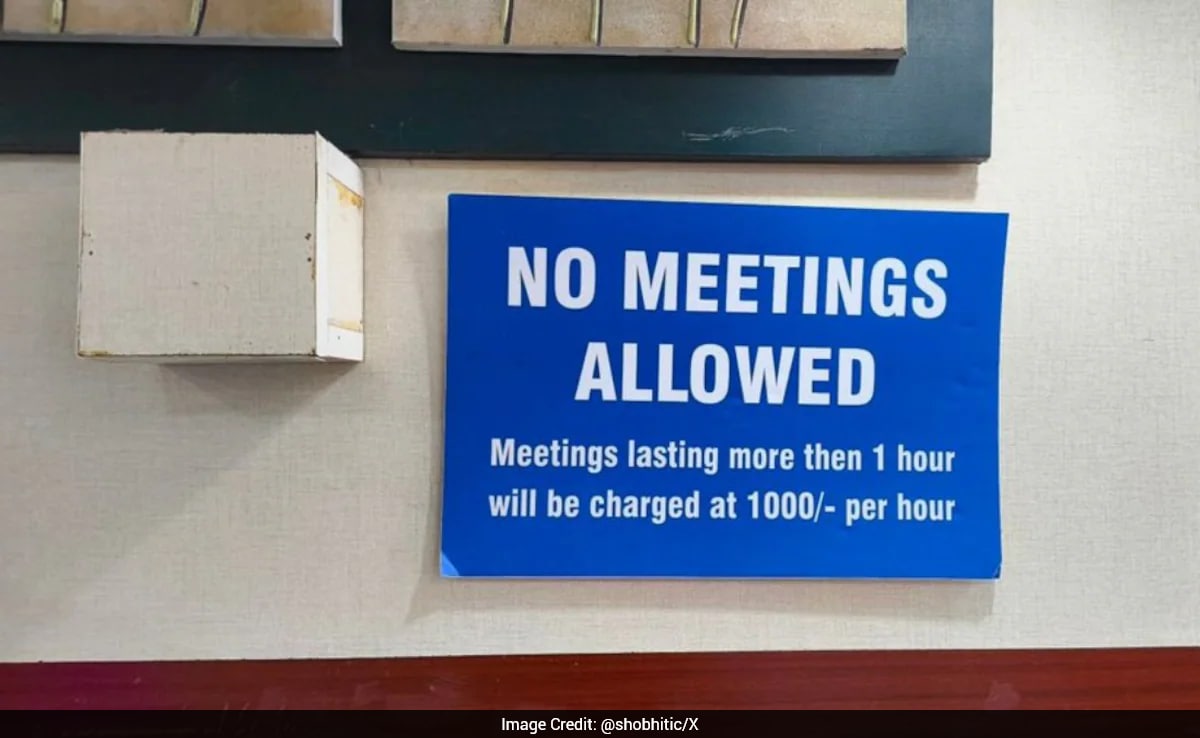 NO MEETINGS
ALLOWED
Meetings lasting more then 1 hour
will be charged at 1000/- per hour
Image Credit: @shobhitic/X